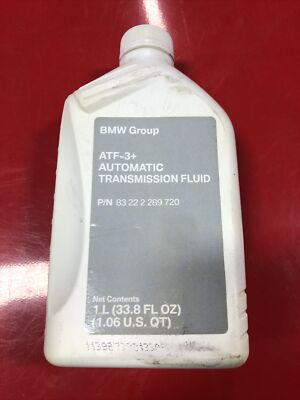 BMW Group
ATF-3+
AUTOMATIC
TRANSMISSION FLUID
P/N 83 22 2 289 720
Net Contents
1 L (33.8 FL OZ)
(1.06 U.S. QT)